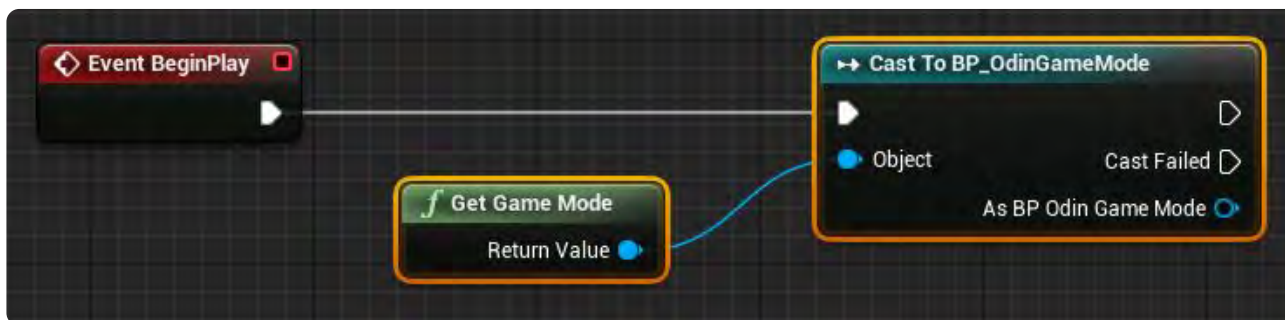 Event BeginPlay
Cast To BP_OdinGameMode
Object
Cast Failed
As BP Odin Game Mode
f Get Game Mode
Return Value